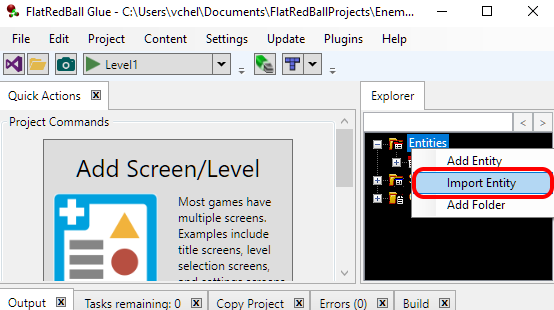 FlatRedBall Glue - C:\Users\vchel\Documents\FlatRedBallProjects\Enem...
File Edit Project Content Settings Update Plugins Help
Level1
Quick Actions
Explorer
Project Commands
Entities
Add Entity
Import Entity
Add Folder
Add Screen/Level
Most games have
multiple screens.
Examples include
title screens, level
selection screens,
and settings screens
Output Tasks remaining: 0 Copy Project Errors (0) Build